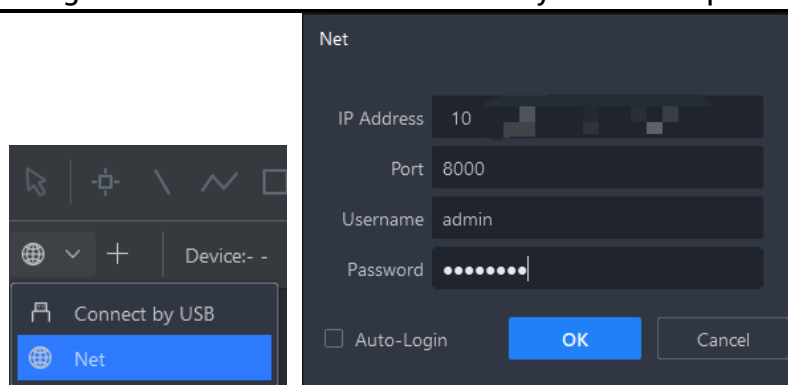 Device:- -
Connect by USB
Net
Net
IP Address 10
Port 8000
Username admin
Password ••••••••
Auto-Login OK Cancel